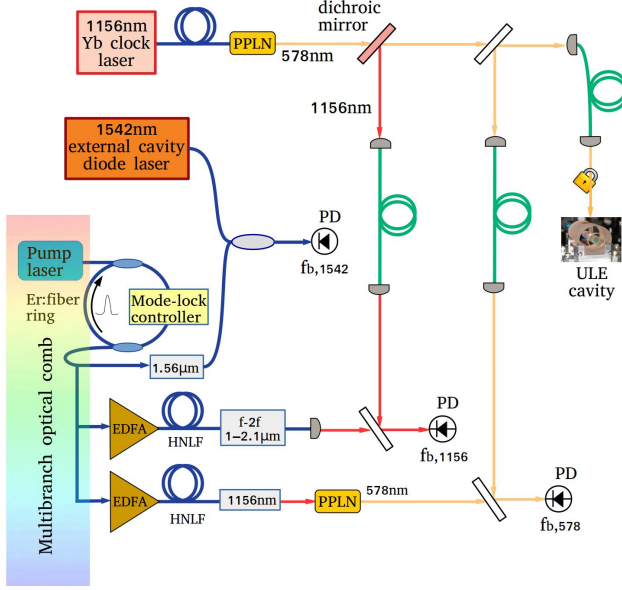 1156nm
Yb clock
laser
PPLN
578nm
dichroic
mirror
1156nm
1542nm
external cavity
diode laser
PD
fb,1542
ULE
cavity
Pump
laser
Er:fiber
ring
Mode-lock
controller
1.56μm
Multibranch optical comb
EDFA
HNLF
f-2f
1–2.1μm
PD
fb,1156
EDFA
HNLF
1156nm
PPLN
578nm
PD
fb,578